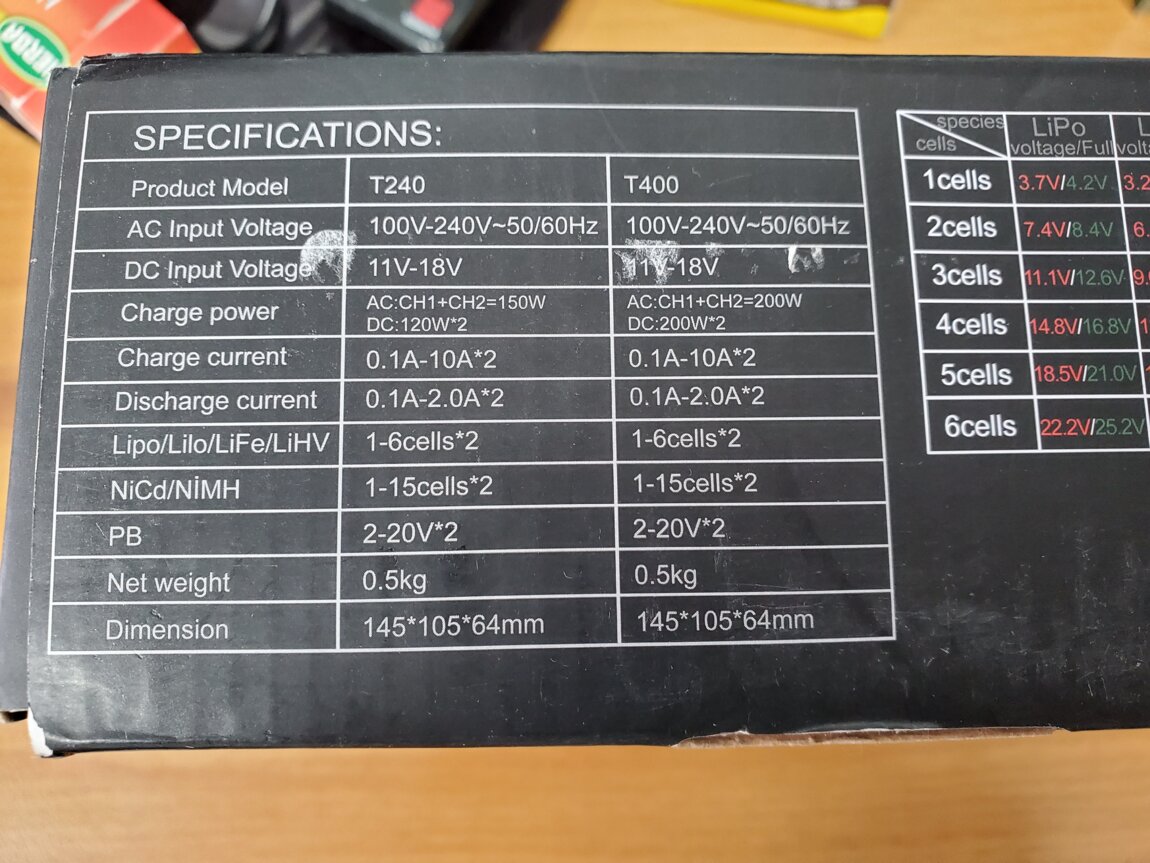 SPECIFICATIONS:
Product Model T240 T400
AC Input Voltage 100V-240V~50/60Hz 100V-240V~50/60Hz
DC Input Voltage 11V-18V 11V-18V
Charge power AC:CH1+CH2=150W AC:CH1+CH2=200W
DC:120W*2 DC:200W*2
Charge current 0.1A-10A*2 0.1A-10A*2
Discharge current 0.1A-2.0A*2 0.1A-2.0A*2
Lipo/LiIo/LiFe/LiHV 1-6cells*2 1-6cells*2
NiCd/NiMH 1-15cells*2 1-15cells*2
PB 2-20V*2 2-20V*2
Net weight 0.5kg 0.5kg
Dimension 145*105*64mm 145*105*64mm
species LiPo
cells voltage/Full
1cells 3.7V/4.2V
2cells 7.4V/8.4V
3cells 11.1V/12.6V
4cells 14.8V/16.8V
5cells 18.5V/21.0V
6cells 22.2V/25.2V